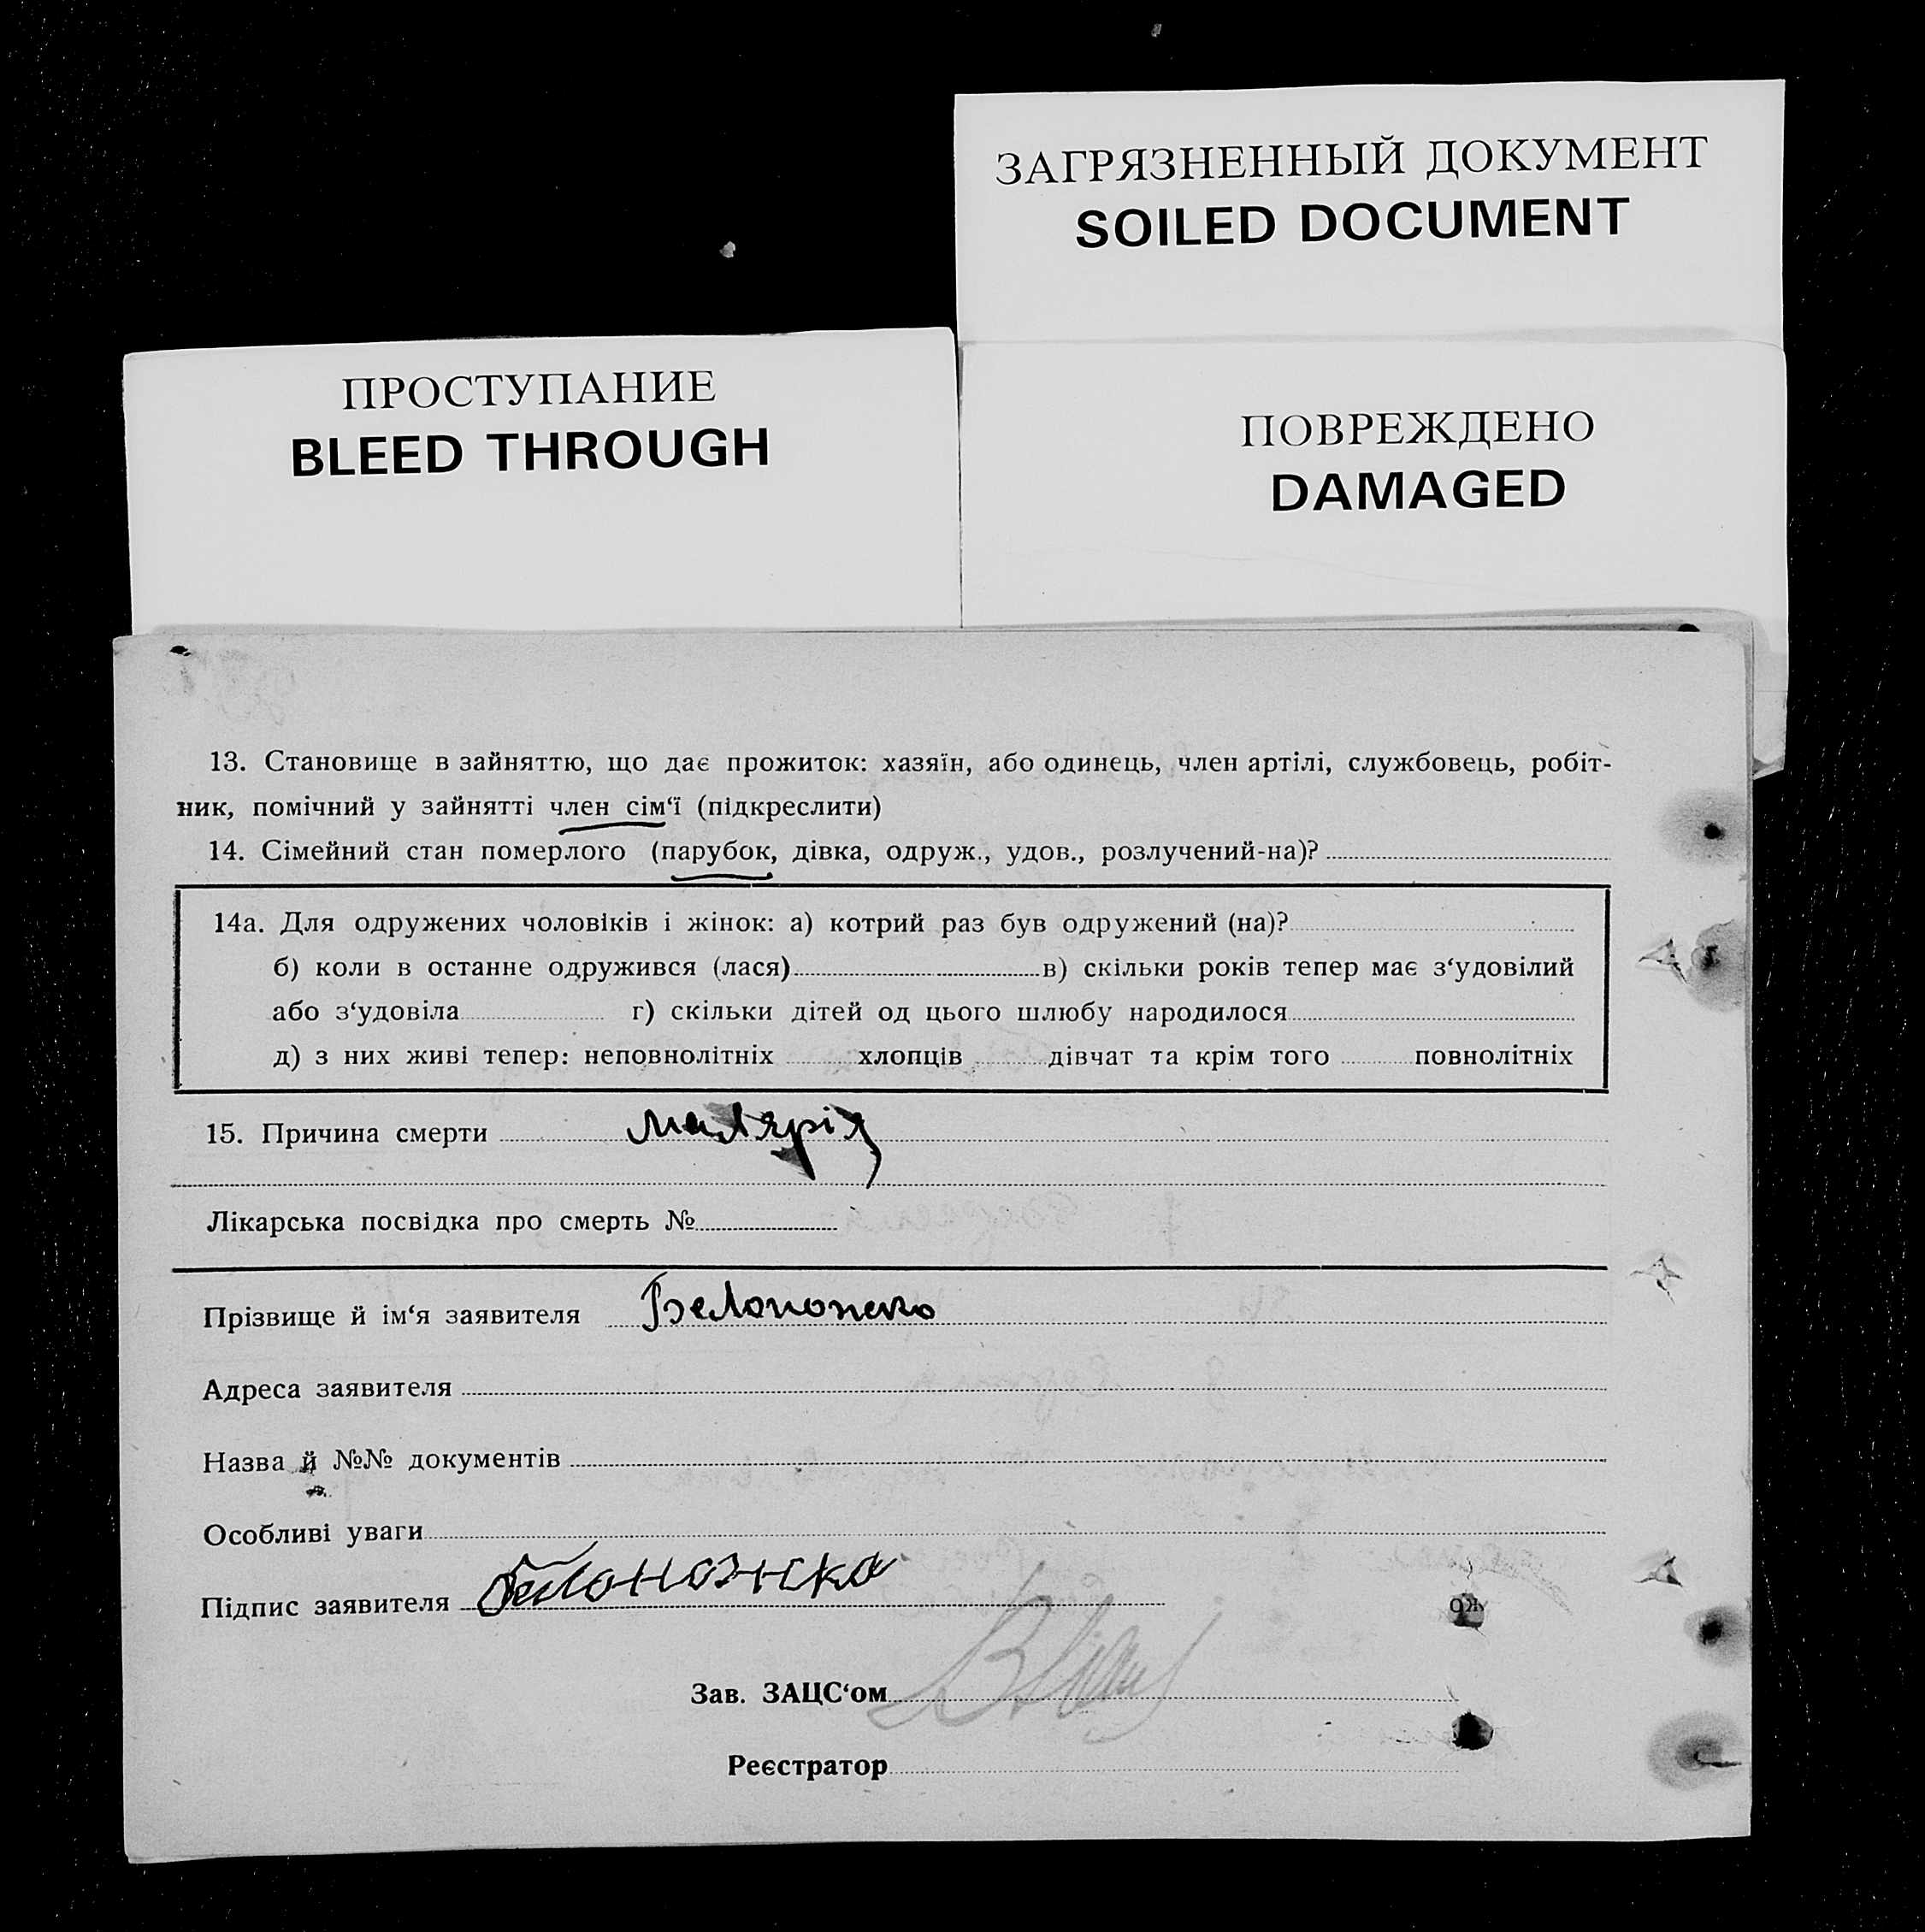 ЗАГРЯЗНЕННЫЙ ДОКУМЕНТ
SOILED DOCUMENT
ПРОСТУПАНИЕ
BLEED THROUGH
ПОВРЕЖДЕНО
DAMAGED
13. Становище в зайняттю, що дає прожиток: хазяїн, або одинець, член артілі, службовець, робіт-
ник, помічний у зайнятті член сім‘ї (підкреслити)
14. Сімейний стан померлого (парубок, дівка, одруж., удов., розлучений-на)?
14а. Для одружених чоловіків і жінок: а) котрий раз був одружений (на)?
б) коли в останне одружився (лася) в) скільки років тепер має з‘удовілий
або з‘удовіла г) скільки дітей од цього шлюбу народилося
д) з них живі тепер: неповнолітніх хлопців дівчат та крім того повнолітніх
15. Причина смерти малярія
Лікарська посвідка про смерть №
Прізвище й ім‘я заявителя
Адреса заявителя
Назва й №№ документів
Особливі уваги
Підпис заявителя
Зав. ЗАЦС‘ом
Реєстратор